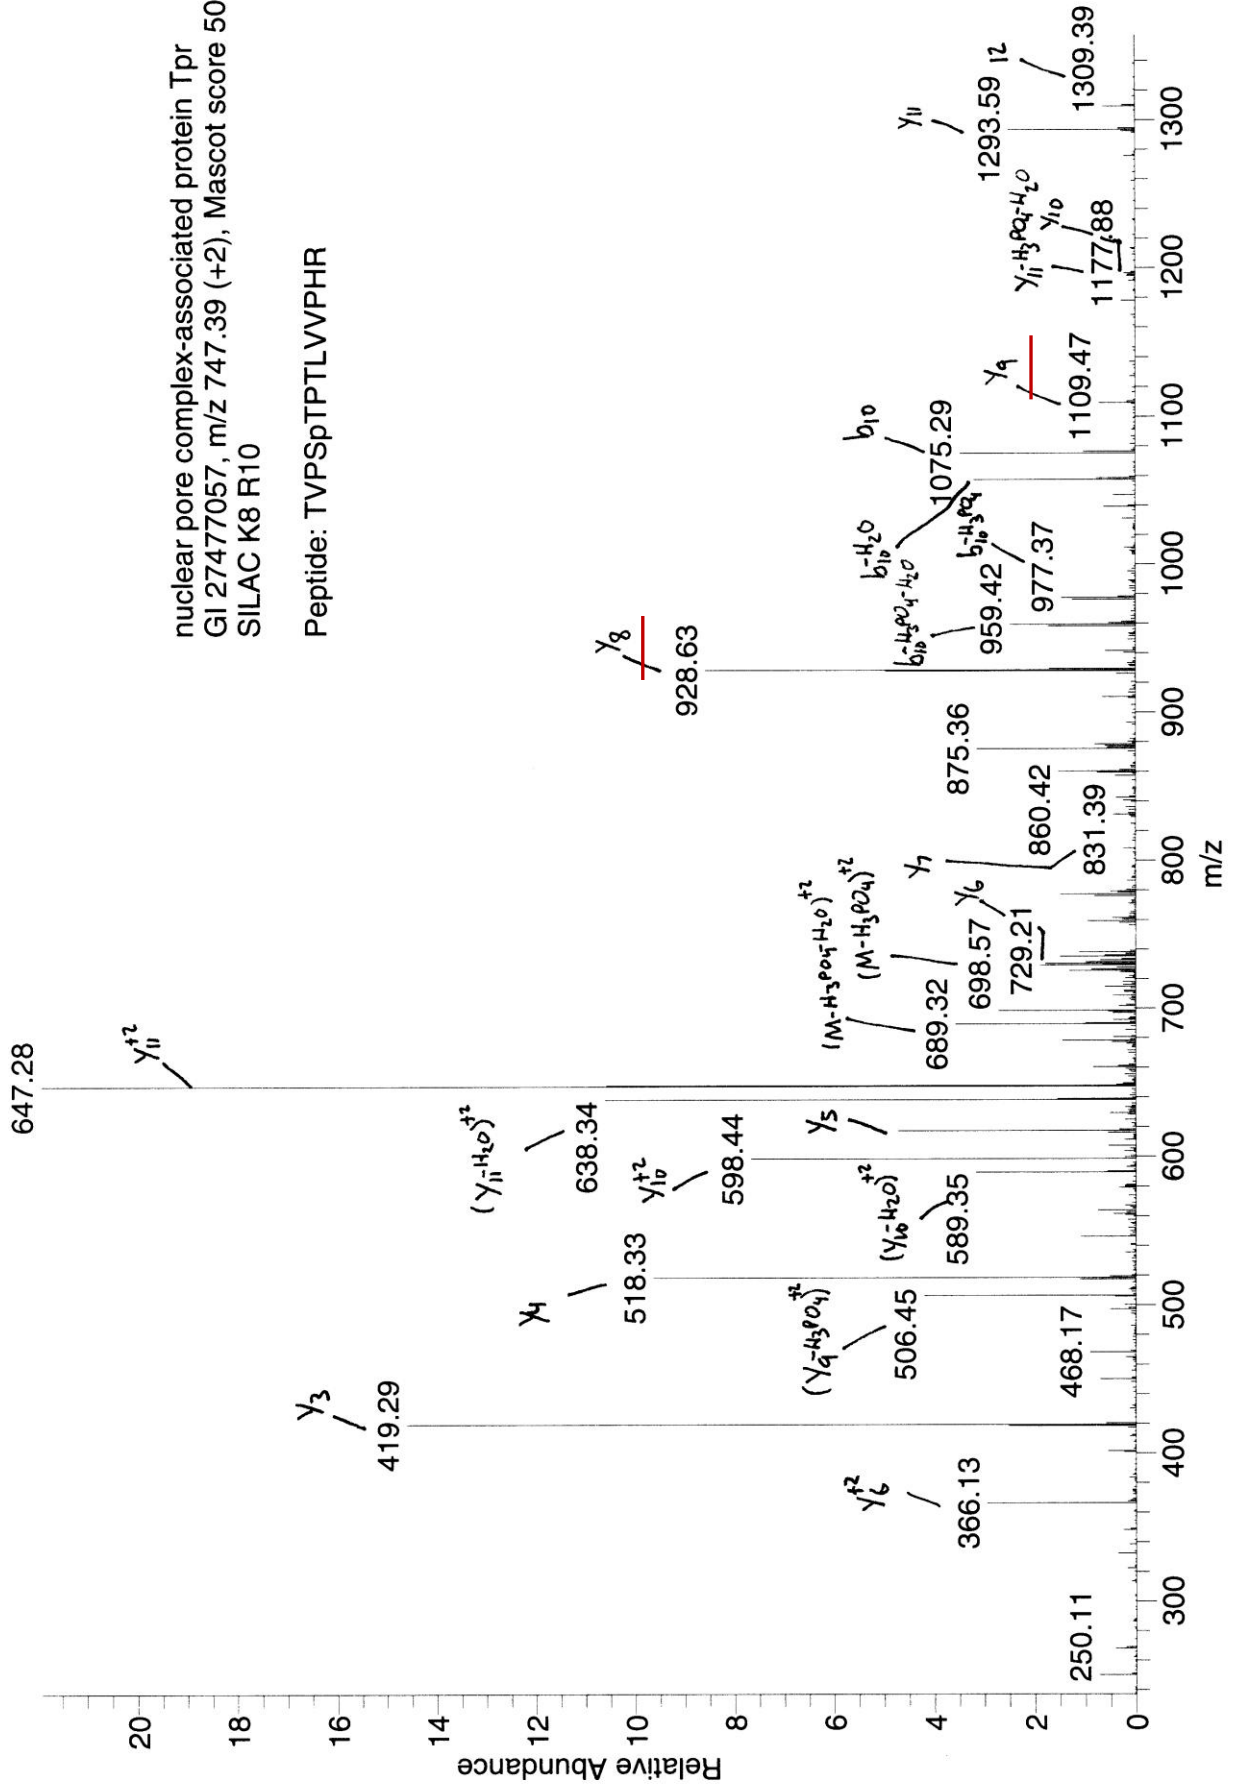 nuclear pore complex-associated protein Tpr
GI 27477057, m/z 747.39 (+2), Mascot score 50
SILAC K8 R10
Peptide: TVPSpTPTLVVPHR
647.28
y₁₁⁺²
(y₁₁-H₂O)⁺²
638.34
y₁₀⁺²
598.44
y₅
(y₁₀-H₂O)⁺²
589.35
y₄
518.33
(y₉-H₃PO₄)⁺²
506.45
468.17
y₃
419.29
y₆⁺²
366.13
250.11
(M-H₃PO₄-H₂O)⁺²
689.32
(M-H₃PO₄)⁺²
698.57
y₆
729.21
y₇
831.39
860.42
875.36
y₈
928.63
b₁₀-H₃PO₄-H₂O
959.42
b₁₀-H₃PO₄
977.37
b₁₀-H₂O
b₁₀
1075.29
y₉
1109.47
y₁₁-H₃PO₄-H₂O
y₁₀
1177.88
y₁₁
1293.59
12
1309.39
Relative Abundance
20
18
16
14
12
10
8
6
4
2
0
300
400
500
600
700
800
900
1000
1100
1200
1300
m/z